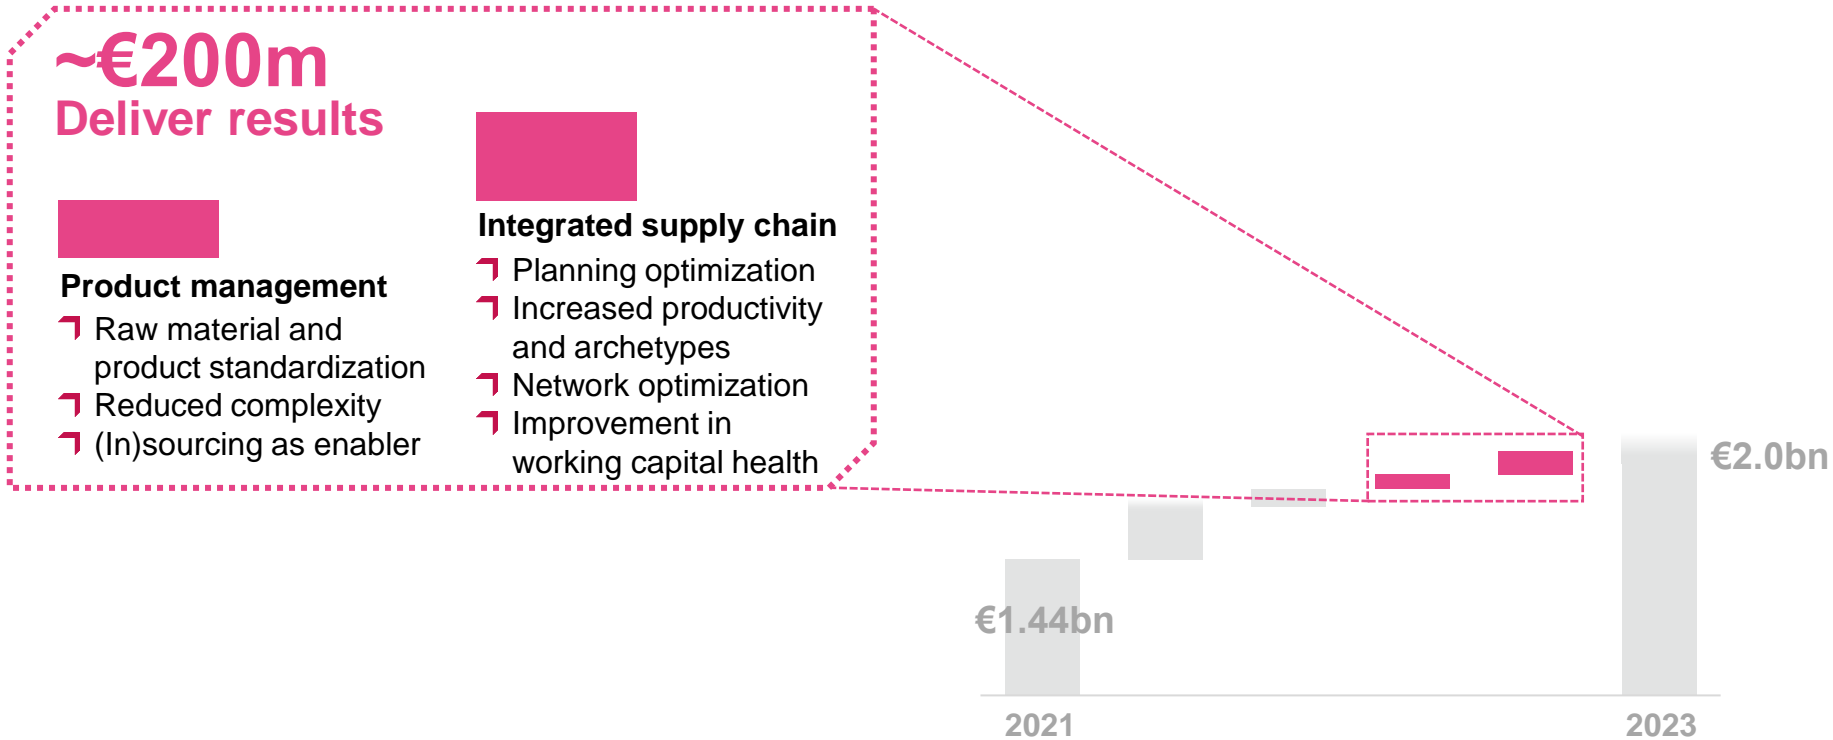 ~€200m
Deliver results
Product management
Raw material and
product standardization
Reduced complexity
(In)sourcing as enabler
Integrated supply chain
Planning optimization
Increased productivity
and archetypes
Network optimization
Improvement in
working capital health
€1.44bn
€2.0bn
2021
2023